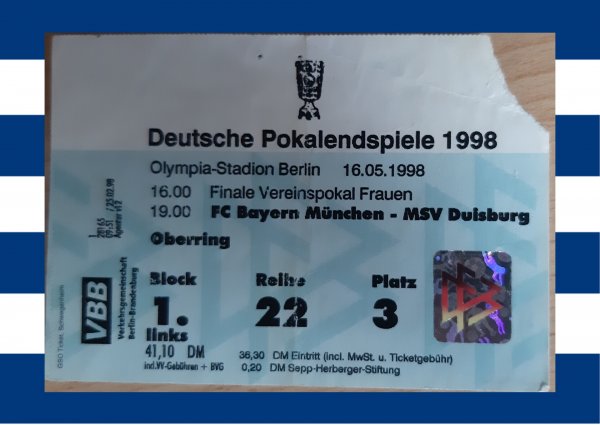 Deutsche Pokalendspiele 1998
Olympia-Stadion Berlin 16.05.1998
16.00 Finale Vereinspokal Frauen
19.00 FC Bayern München - MSV Duisburg
Oberring
Block Reihe Platz
1. 22 3
links
41,10 DM
incl.VV-Gebühren + BVG
36,30 DM Eintritt (incl. MwSt. u. Ticketgebühr)
0,20 DM Sepp-Herberger-Stiftung
VBB
Verkehrsgemeinschaft
Berlin-Brandenburg